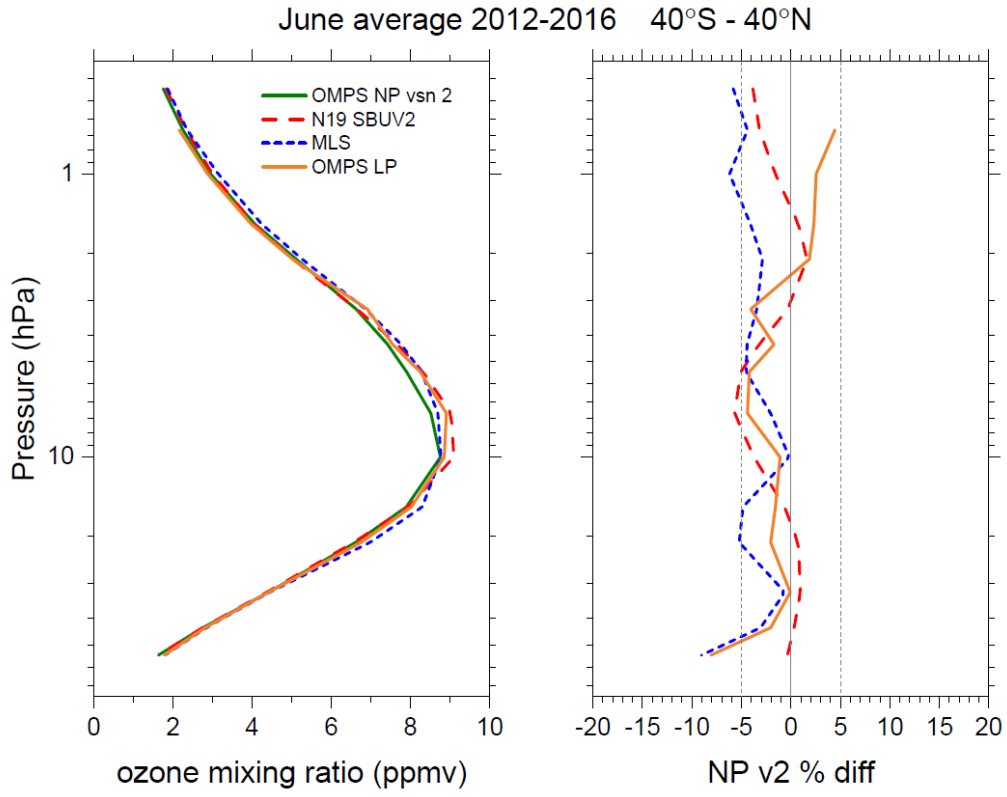 June average 2012-2016 40°S - 40°N
OMPS NP vsn 2
N19 SBUV2
MLS
OMPS LP
1
10
Pressure (hPa)
0 2 4 6 8 10
-20 -15 -10 -5 0 5 10 15 20
ozone mixing ratio (ppmv)
NP v2 % diff